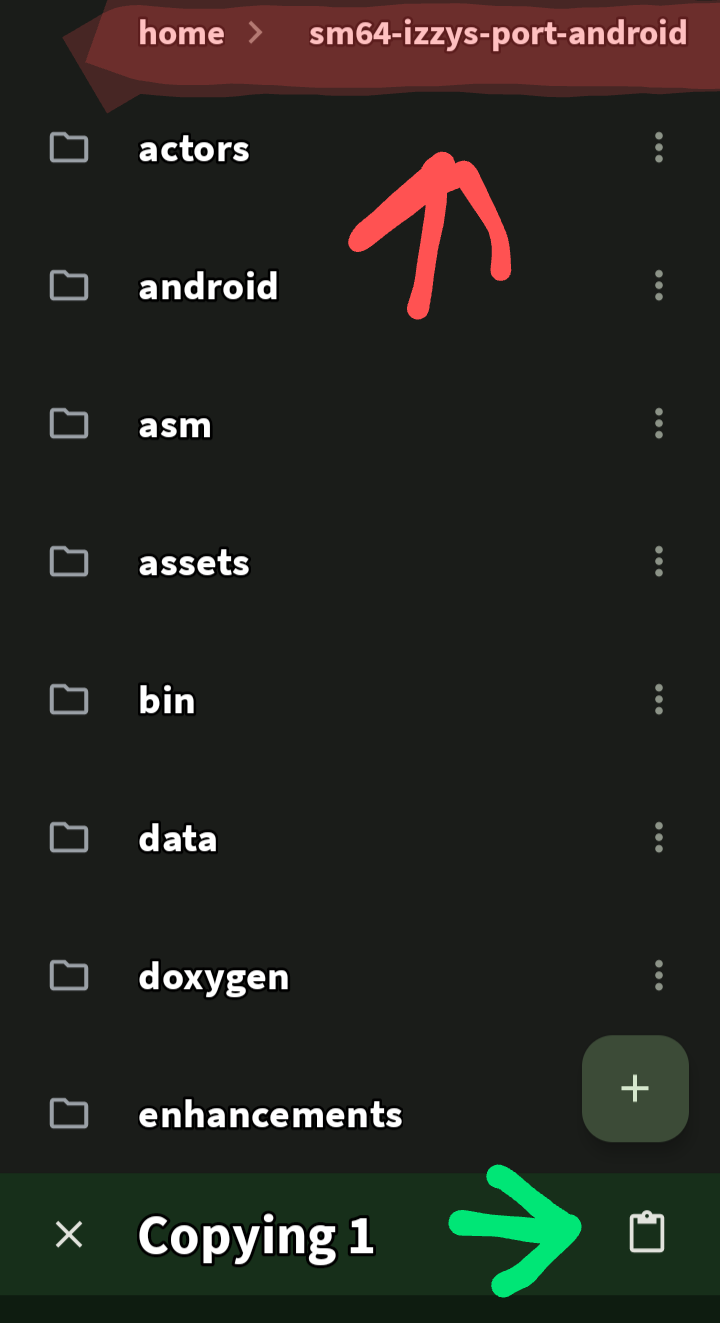 home > sm64-izzys-port-android
actors
android
asm
assets
bin
data
doxygen
enhancements
Copying 1